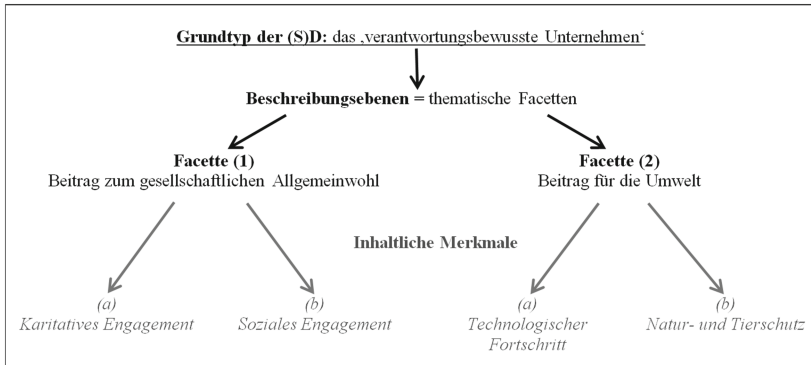 Grundtyp der (S)D: das ‚verantwortungsbewusste Unternehmen‘
Beschreibungsebenen = thematische Facetten
Facette (1)
Beitrag zum gesellschaftlichen Allgemeinwohl
Facette (2)
Beitrag für die Umwelt
Inhaltliche Merkmale
(a)
Karitatives Engagement
(b)
Soziales Engagement
(a)
Technologischer
Fortschritt
(b)
Natur- und Tierschutz